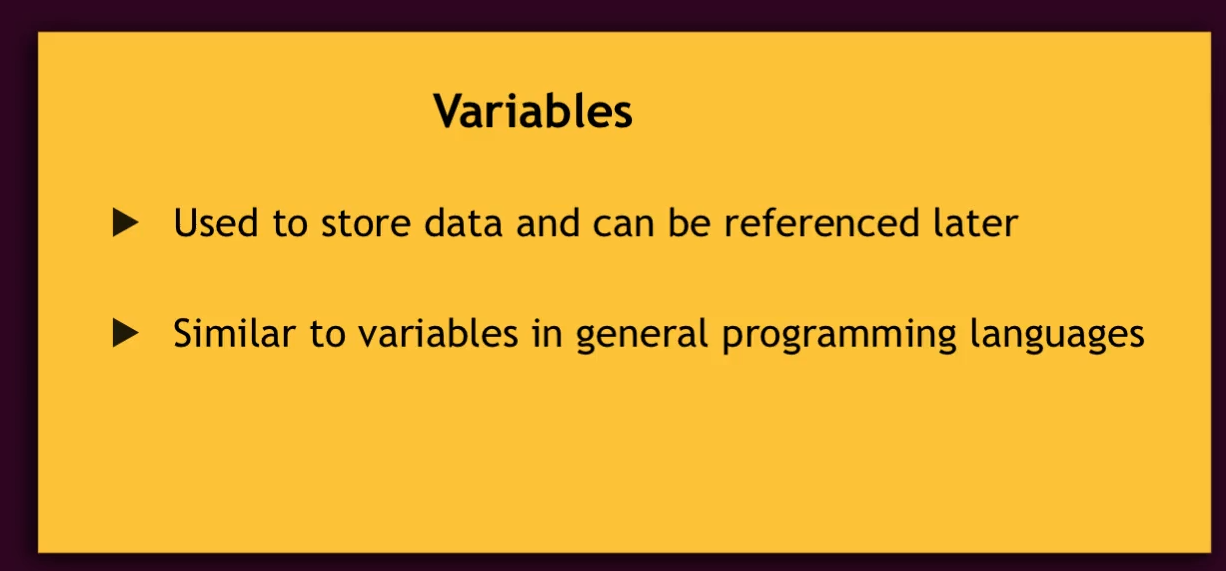 Variables
Used to store data and can be referenced later
Similar to variables in general programming languages